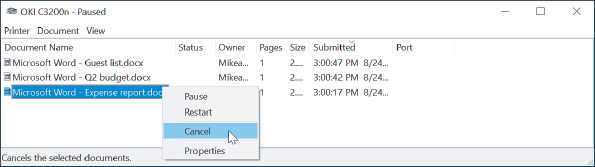 OKI C3200n - Paused
Printer Document View
Document Name Status Owner Pages Size Submitted Port
Microsoft Word - Guest list.docx Mikea... 1 2.... 3:00:47 PM 8/24...
Microsoft Word - Q2 budget.docx Mikea... 1 2.... 3:00:42 PM 8/24...
Microsoft Word - Expense report.doc 1 2.... 3:00:17 PM 8/24...
Pause
Restart
Cancel
Properties
Cancels the selected documents.